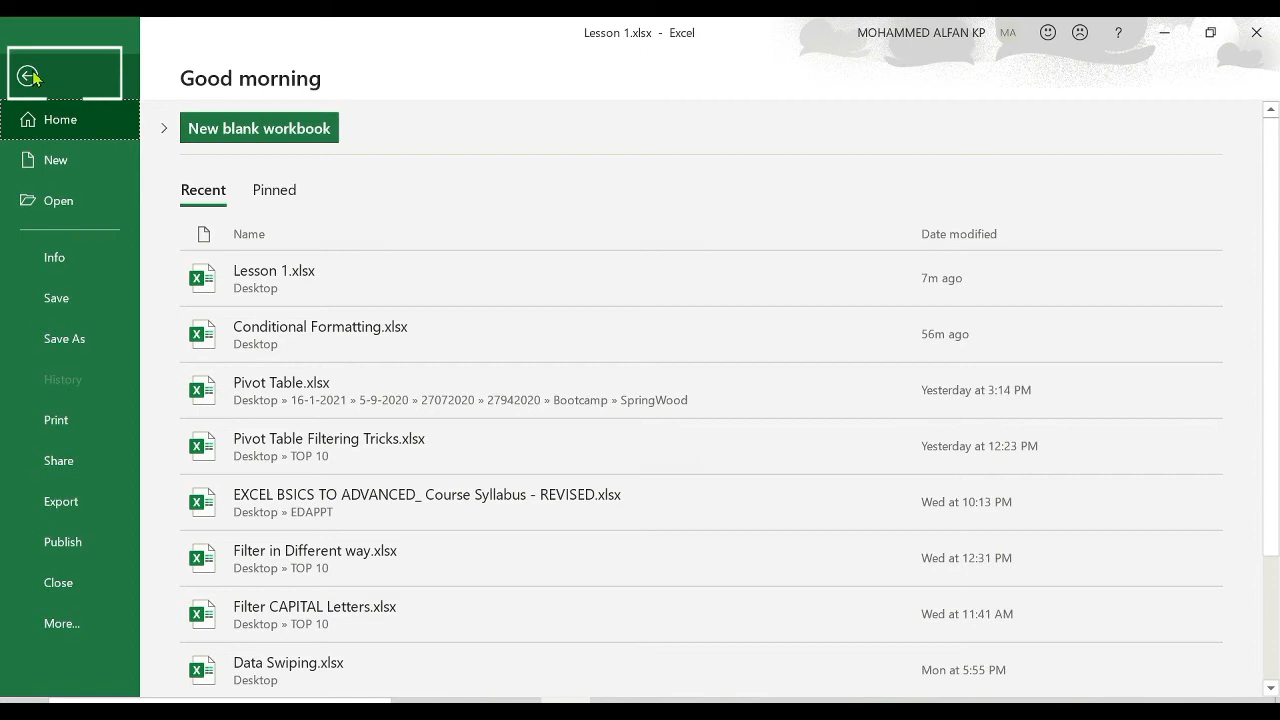 Lesson 1.xlsx - Excel
MOHAMMED ALFAN KP MA
?
Good morning
Home
New blank workbook
New
Open
Recent Pinned
Name Date modified
Info
Lesson 1.xlsx
Desktop
7m ago
Save
Conditional Formatting.xlsx
Desktop
56m ago
Save As
History
Pivot Table.xlsx
Desktop » 16-1-2021 » 5-9-2020 » 27072020 » 27942020 » Bootcamp » SpringWood
Yesterday at 3:14 PM
Print
Pivot Table Filtering Tricks.xlsx
Desktop » TOP 10
Yesterday at 12:23 PM
Share
Export
EXCEL BSICS TO ADVANCED_ Course Syllabus - REVISED.xlsx
Desktop » EDAPPT
Wed at 10:13 PM
Publish
Filter in Different way.xlsx
Desktop » TOP 10
Wed at 12:31 PM
Close
Filter CAPITAL Letters.xlsx
Desktop » TOP 10
Wed at 11:41 AM
More...
Data Swiping.xlsx
Desktop
Mon at 5:55 PM